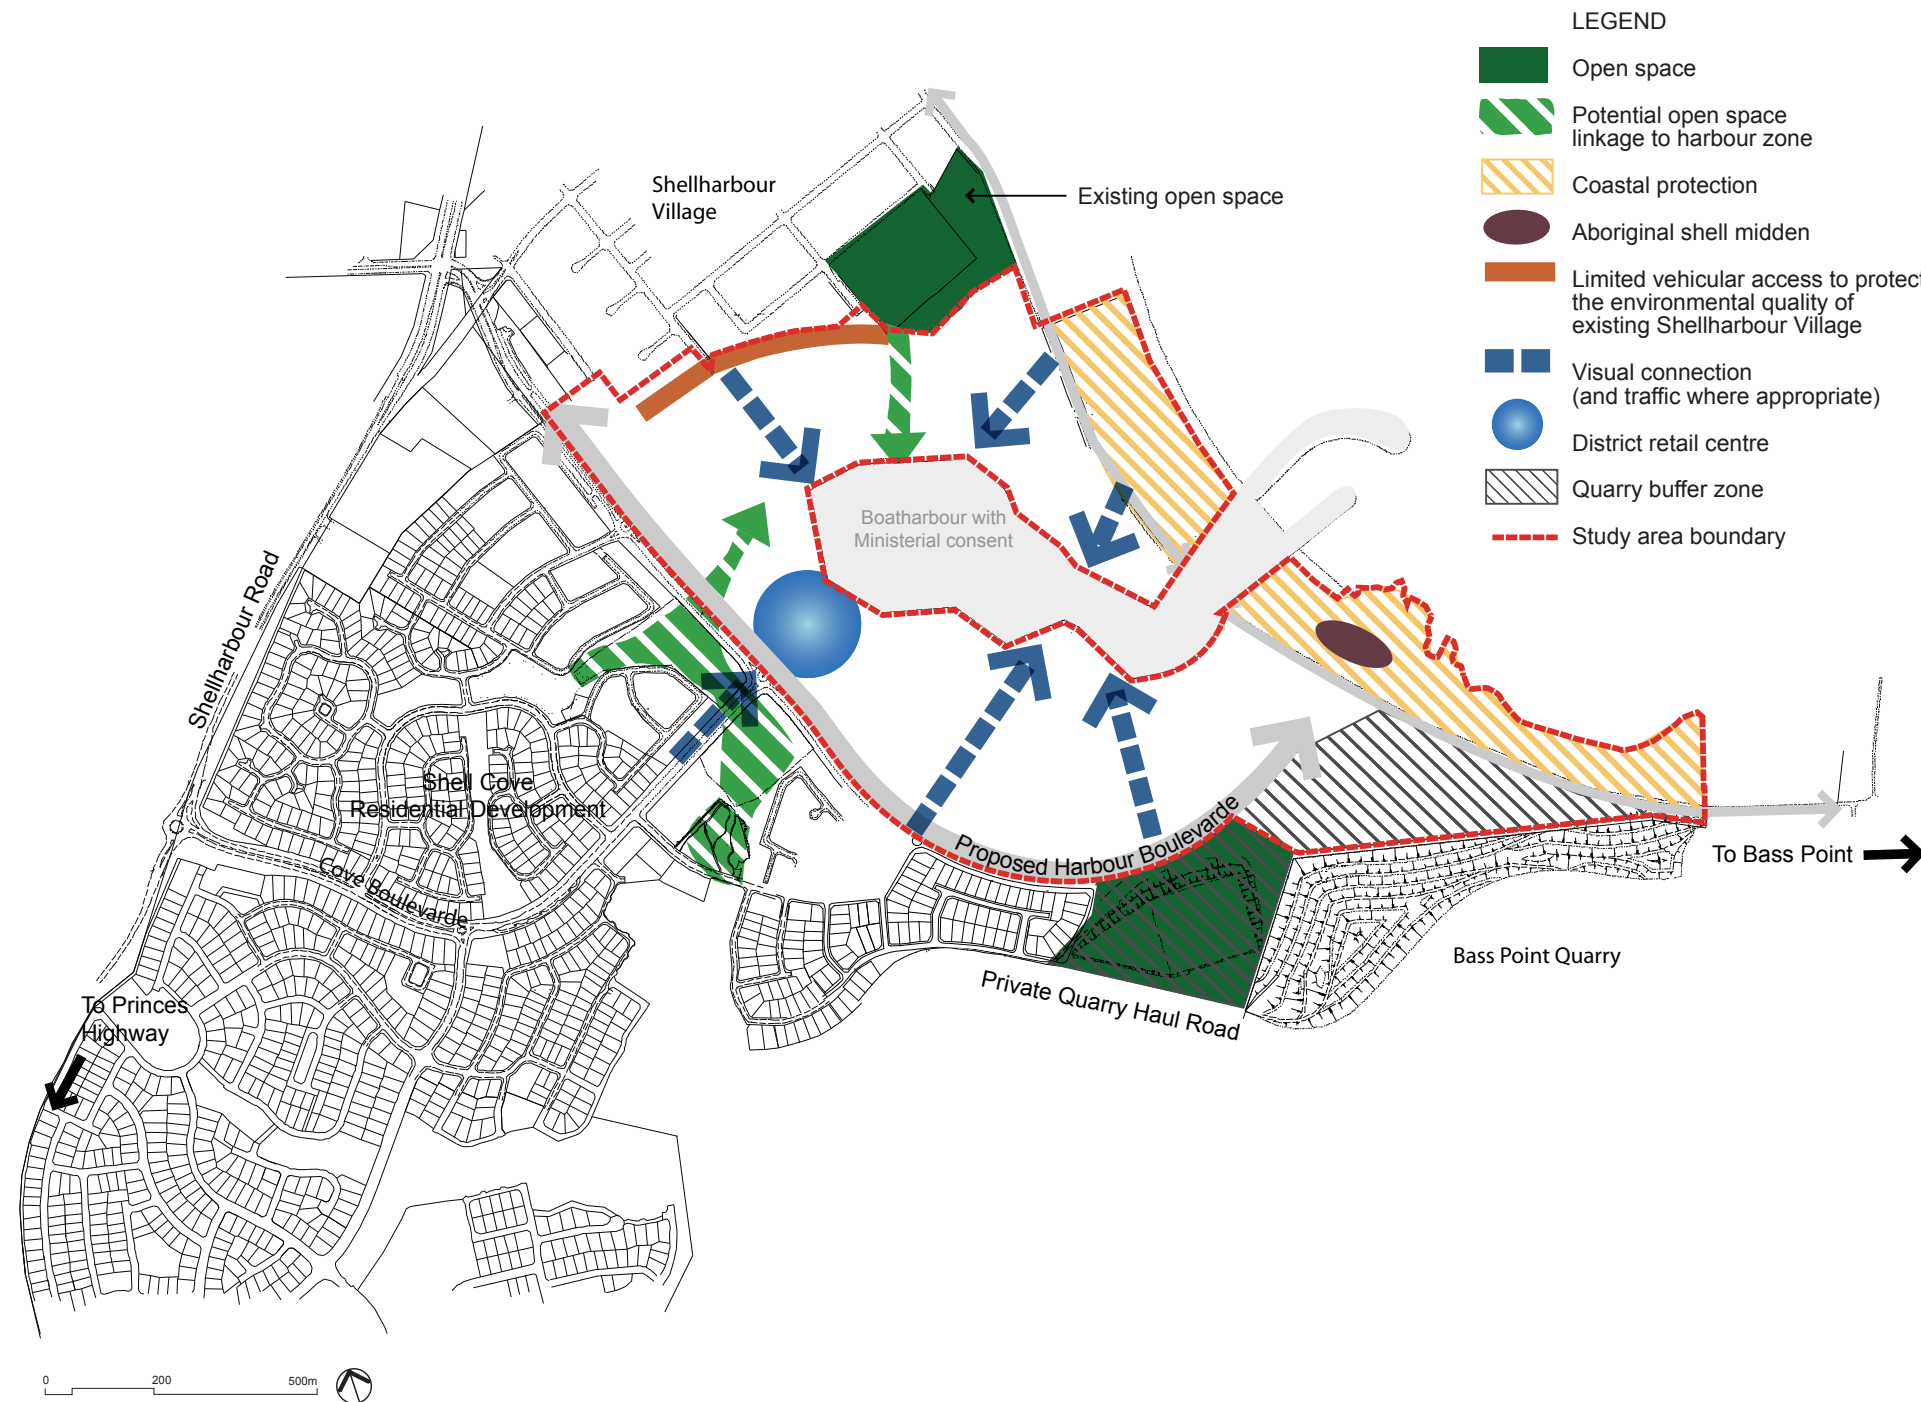 LEGEND
Open space
Potential open space
linkage to harbour zone
Coastal protection
Aboriginal shell midden
Limited vehicular access to protect
the environmental quality of
existing Shellharbour Village
Visual connection
(and traffic where appropriate)
District retail centre
Quarry buffer zone
Study area boundary
Shellharbour
Village
Existing open space
Boatharbour with
Ministerial consent
Shellharbour Road
Shell Cove
Residential Development
Cove Boulevarde
Proposed Harbour Boulevarde
To Bass Point
Bass Point Quarry
Private Quarry Haul Road
To Princes
Highway
0 200 500m